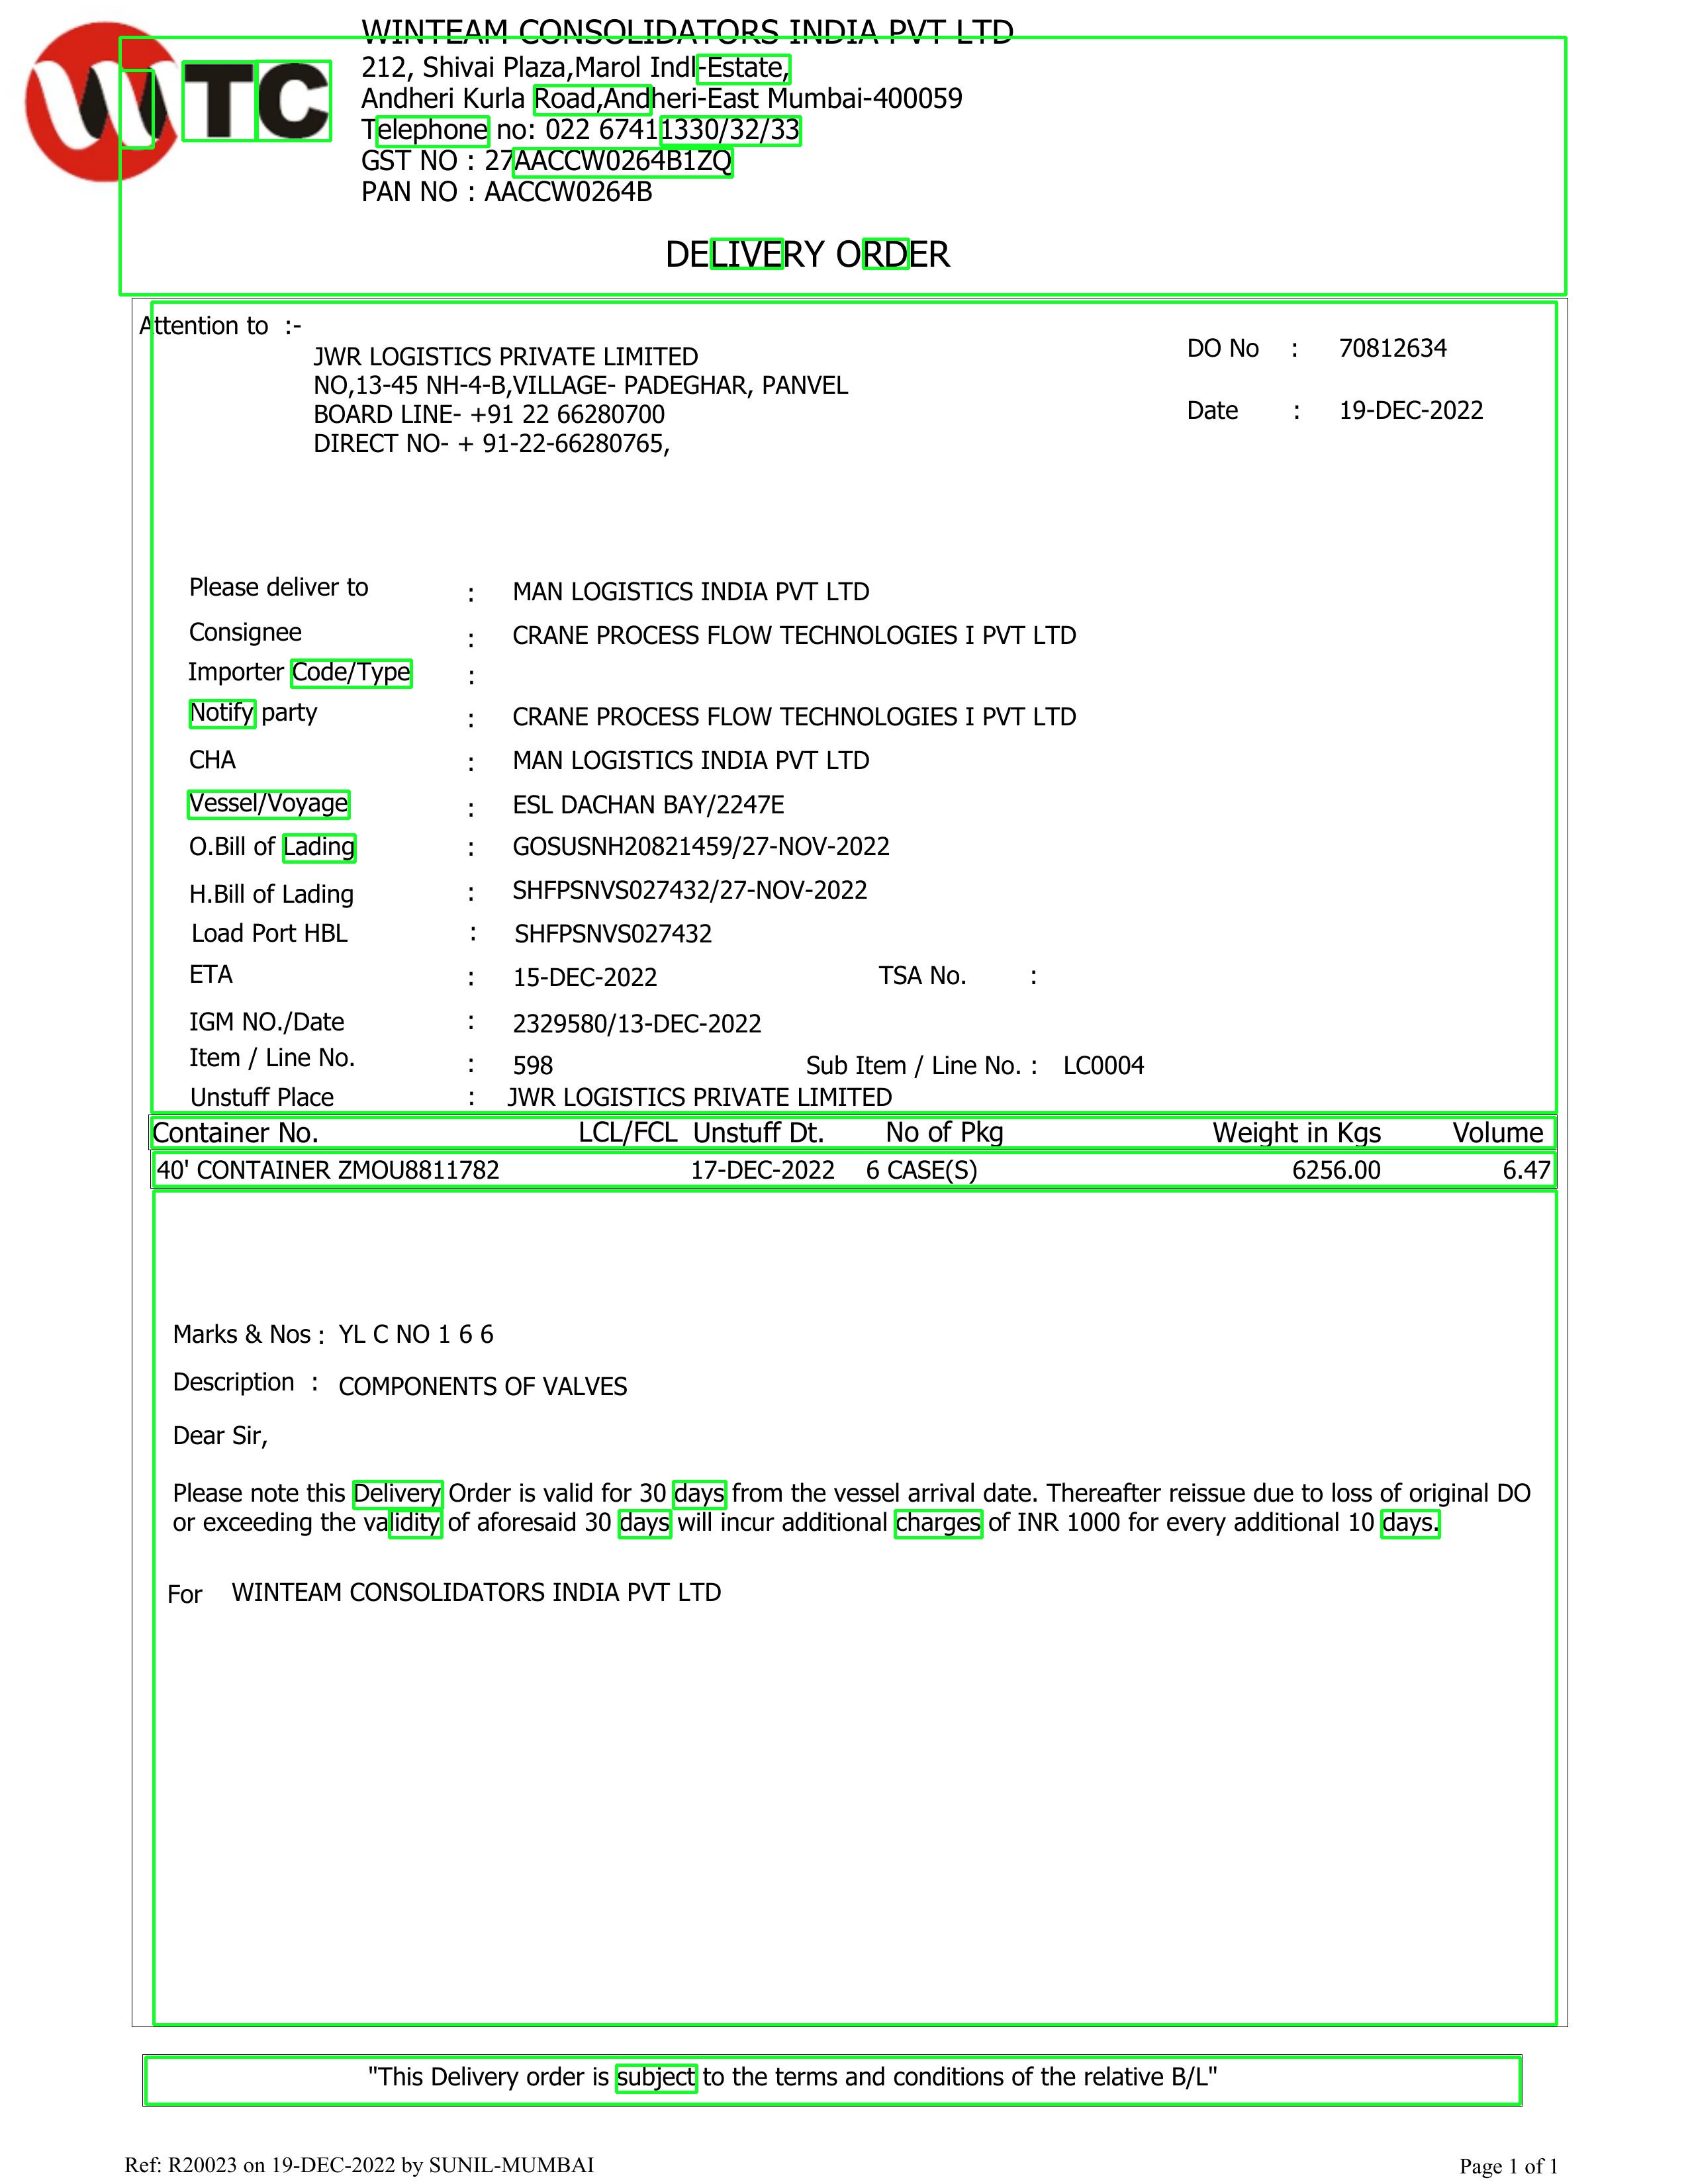 WTC
WINTEAM CONSOLIDATORS INDIA PVT LTD
212, Shivai Plaza,Marol Indl-Estate,
Andheri Kurla Road,Andheri-East Mumbai-400059
Telephone no: 022 67411330/32/33
GST NO : 27AACCW0264B1ZQ
PAN NO : AACCW0264B
DELIVERY ORDER
Attention to :-
JWR LOGISTICS PRIVATE LIMITED
NO,13-45 NH-4-B,VILLAGE- PADEGHAR, PANVEL
BOARD LINE- +91 22 66280700
DIRECT NO- + 91-22-66280765,
DO No : 70812634
Date : 19-DEC-2022
Please deliver to : MAN LOGISTICS INDIA PVT LTD
Consignee : CRANE PROCESS FLOW TECHNOLOGIES I PVT LTD
Importer Code/Type :
Notify party : CRANE PROCESS FLOW TECHNOLOGIES I PVT LTD
CHA : MAN LOGISTICS INDIA PVT LTD
Vessel/Voyage : ESL DACHAN BAY/2247E
O.Bill of Lading : GOSUSNH20821459/27-NOV-2022
H.Bill of Lading : SHFPSNVS027432/27-NOV-2022
Load Port HBL : SHFPSNVS027432
ETA : 15-DEC-2022 TSA No. :
IGM NO./Date : 2329580/13-DEC-2022
Item / Line No. : 598 Sub Item / Line No. : LC0004
Unstuff Place : JWR LOGISTICS PRIVATE LIMITED
Container No. LCL/FCL Unstuff Dt. No of Pkg Weight in Kgs Volume
40' CONTAINER ZMOU8811782 17-DEC-2022 6 CASE(S) 6256.00 6.47
Marks & Nos : YL C NO 1 6 6
Description : COMPONENTS OF VALVES
Dear Sir,
Please note this Delivery Order is valid for 30 days from the vessel arrival date. Thereafter reissue due to loss of original DO
or exceeding the validity of aforesaid 30 days will incur additional charges of INR 1000 for every additional 10 days.
For WINTEAM CONSOLIDATORS INDIA PVT LTD
"This Delivery order is subject to the terms and conditions of the relative B/L"
Ref: R20023 on 19-DEC-2022 by SUNIL-MUMBAI
Page 1 of 1